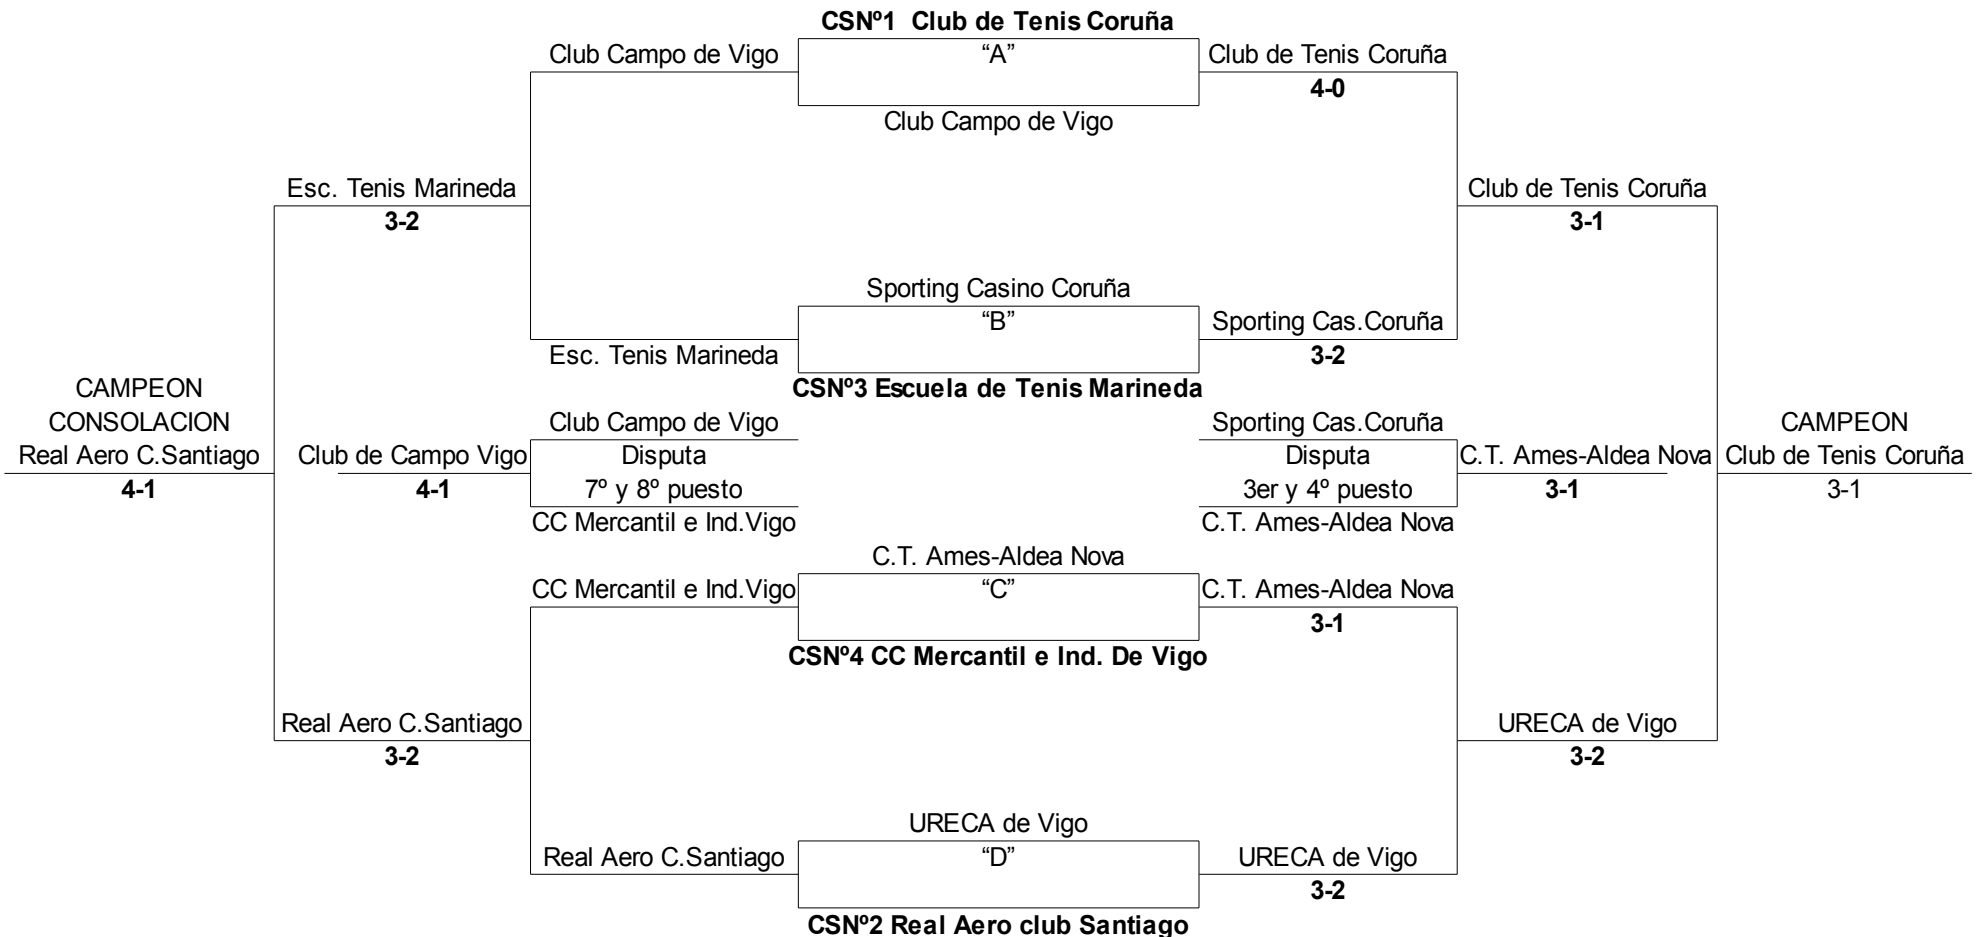 CSNº1 Club de Tenis Coruña
Club Campo de Vigo
“A”
Club de Tenis Coruña
4-0
Club Campo de Vigo
Esc. Tenis Marineda
3-2
Club de Tenis Coruña
3-1
Sporting Casino Coruña
“B”
Sporting Cas.Coruña
3-2
Esc. Tenis Marineda
CSNº3 Escuela de Tenis Marineda
CAMPEON
CONSOLACION
Real Aero C.Santiago
4-1
Club de Campo Vigo
4-1
Club Campo de Vigo
Disputa
7º y 8º puesto
CC Mercantil e Ind.Vigo
Sporting Cas.Coruña
Disputa
3er y 4º puesto
C.T. Ames-Aldea Nova
C.T. Ames-Aldea Nova
3-1
CAMPEON
Club de Tenis Coruña
3-1
C.T. Ames-Aldea Nova
CC Mercantil e Ind.Vigo
“C”
C.T. Ames-Aldea Nova
3-1
CSNº4 CC Mercantil e Ind. De Vigo
Real Aero C.Santiago
3-2
URECA de Vigo
3-2
URECA de Vigo
Real Aero C.Santiago
“D”
URECA de Vigo
3-2
CSNº2 Real Aero club Santiago